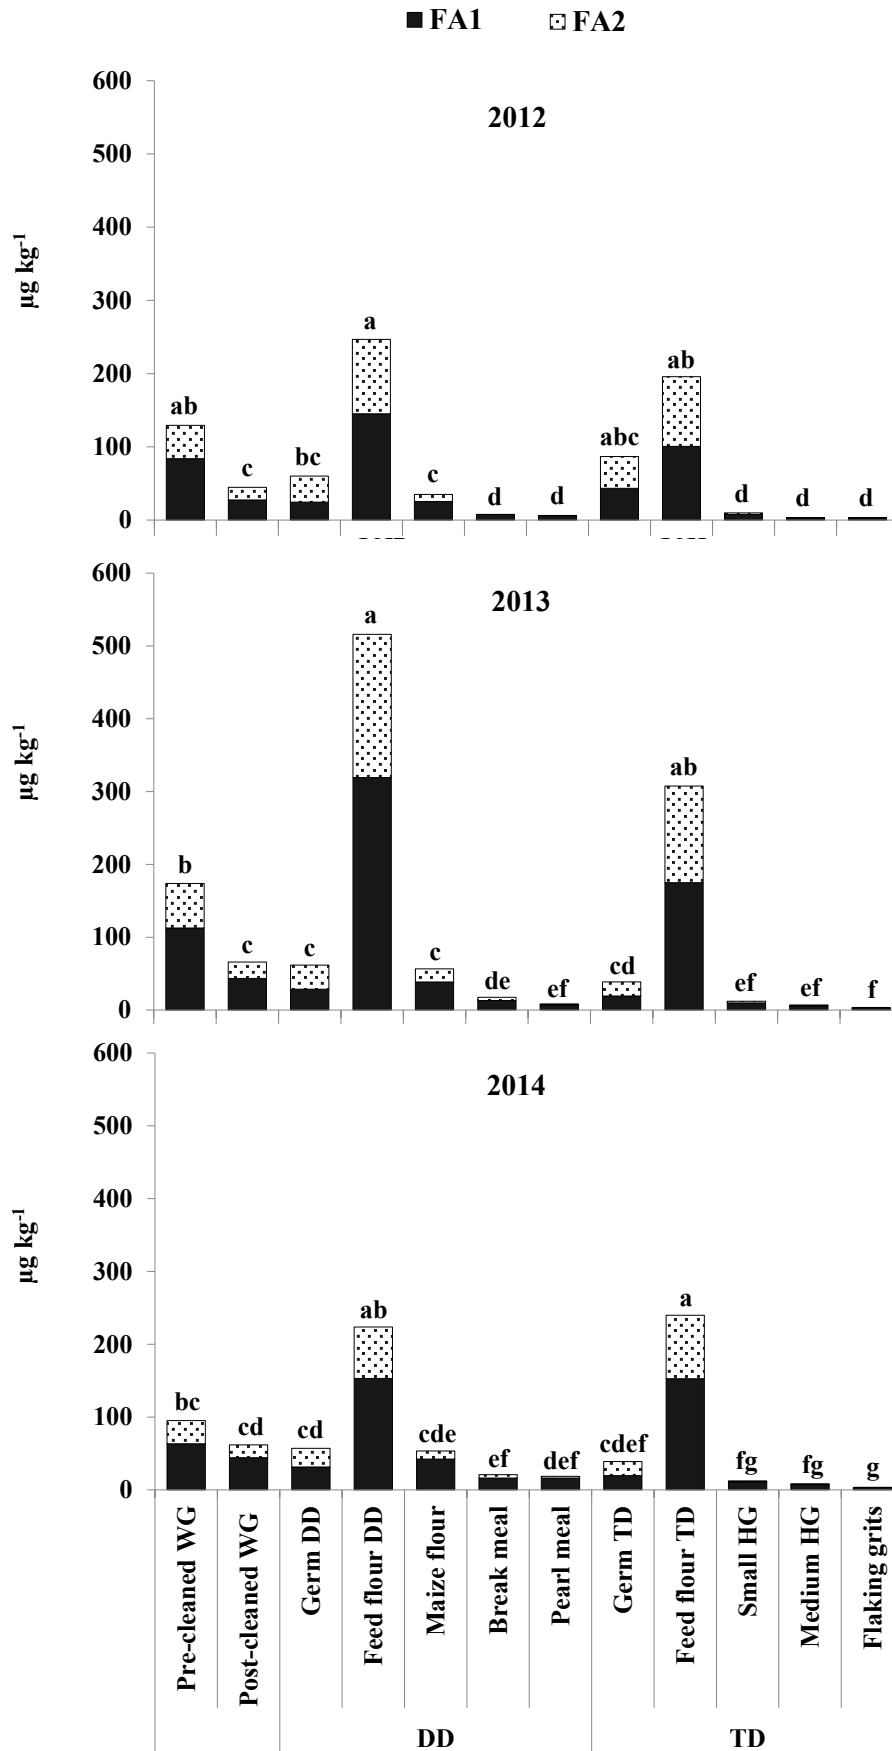 FA1 FA2
2012
600
500
400
300
200
100
0
µg kg-1
ab c bc a c d d abc ab d d d
2013
600
500
400
300
200
100
0
µg kg-1
b c c a c de ef cd ab ef ef f
2014
600
500
400
300
200
100
0
µg kg-1
bc cd cd ab cde ef def cdef a fg fg g
Pre-cleaned WG
Post-cleaned WG
Germ DD
Feed flour DD
Maize flour
Break meal
Pearl meal
Germ TD
Feed flour TD
Small HG
Medium HG
Flaking grits
DD TD